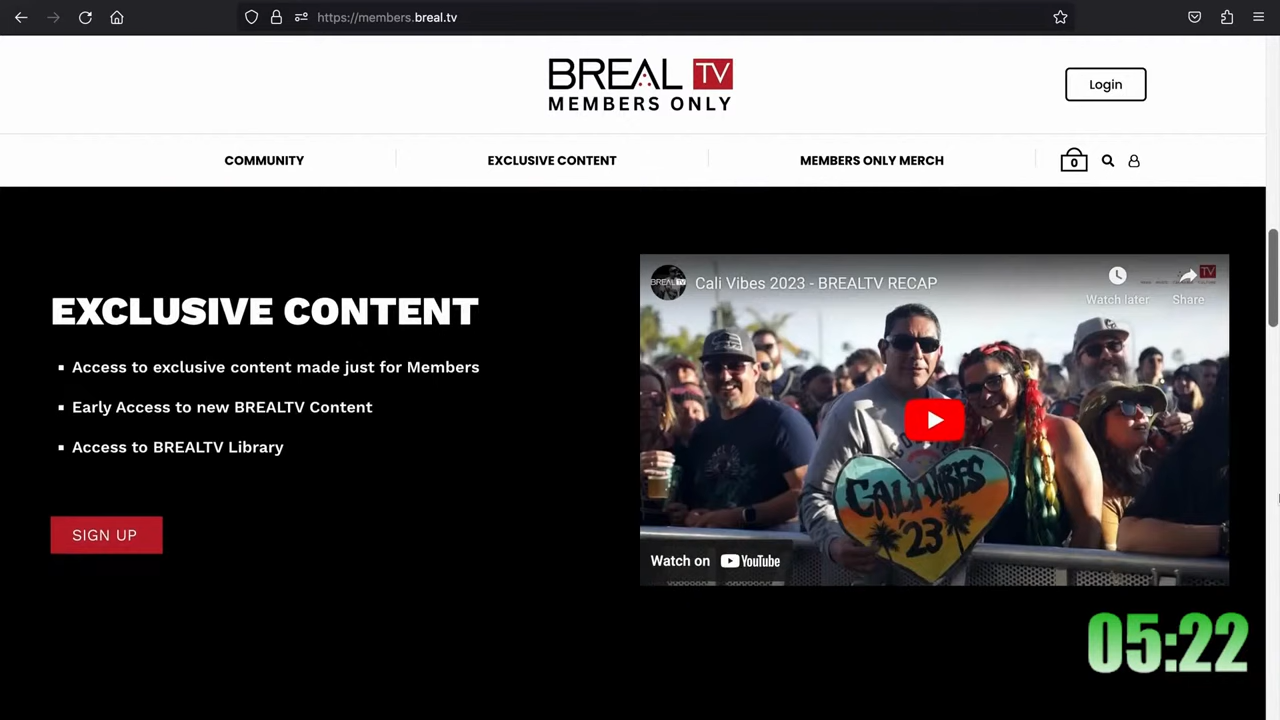 https://members.breal.tv
BREAL TV
MEMBERS ONLY
Login
COMMUNITY
EXCLUSIVE CONTENT
MEMBERS ONLY MERCH
0
EXCLUSIVE CONTENT
Access to exclusive content made just for Members
Early Access to new BREALTV Content
Access to BREALTV Library
SIGN UP
BREALTV
Cali Vibes 2023 - BREALTV RECAP
Watch later
Share
TV
CALI VIBES
'23
Watch on YouTube
05:22